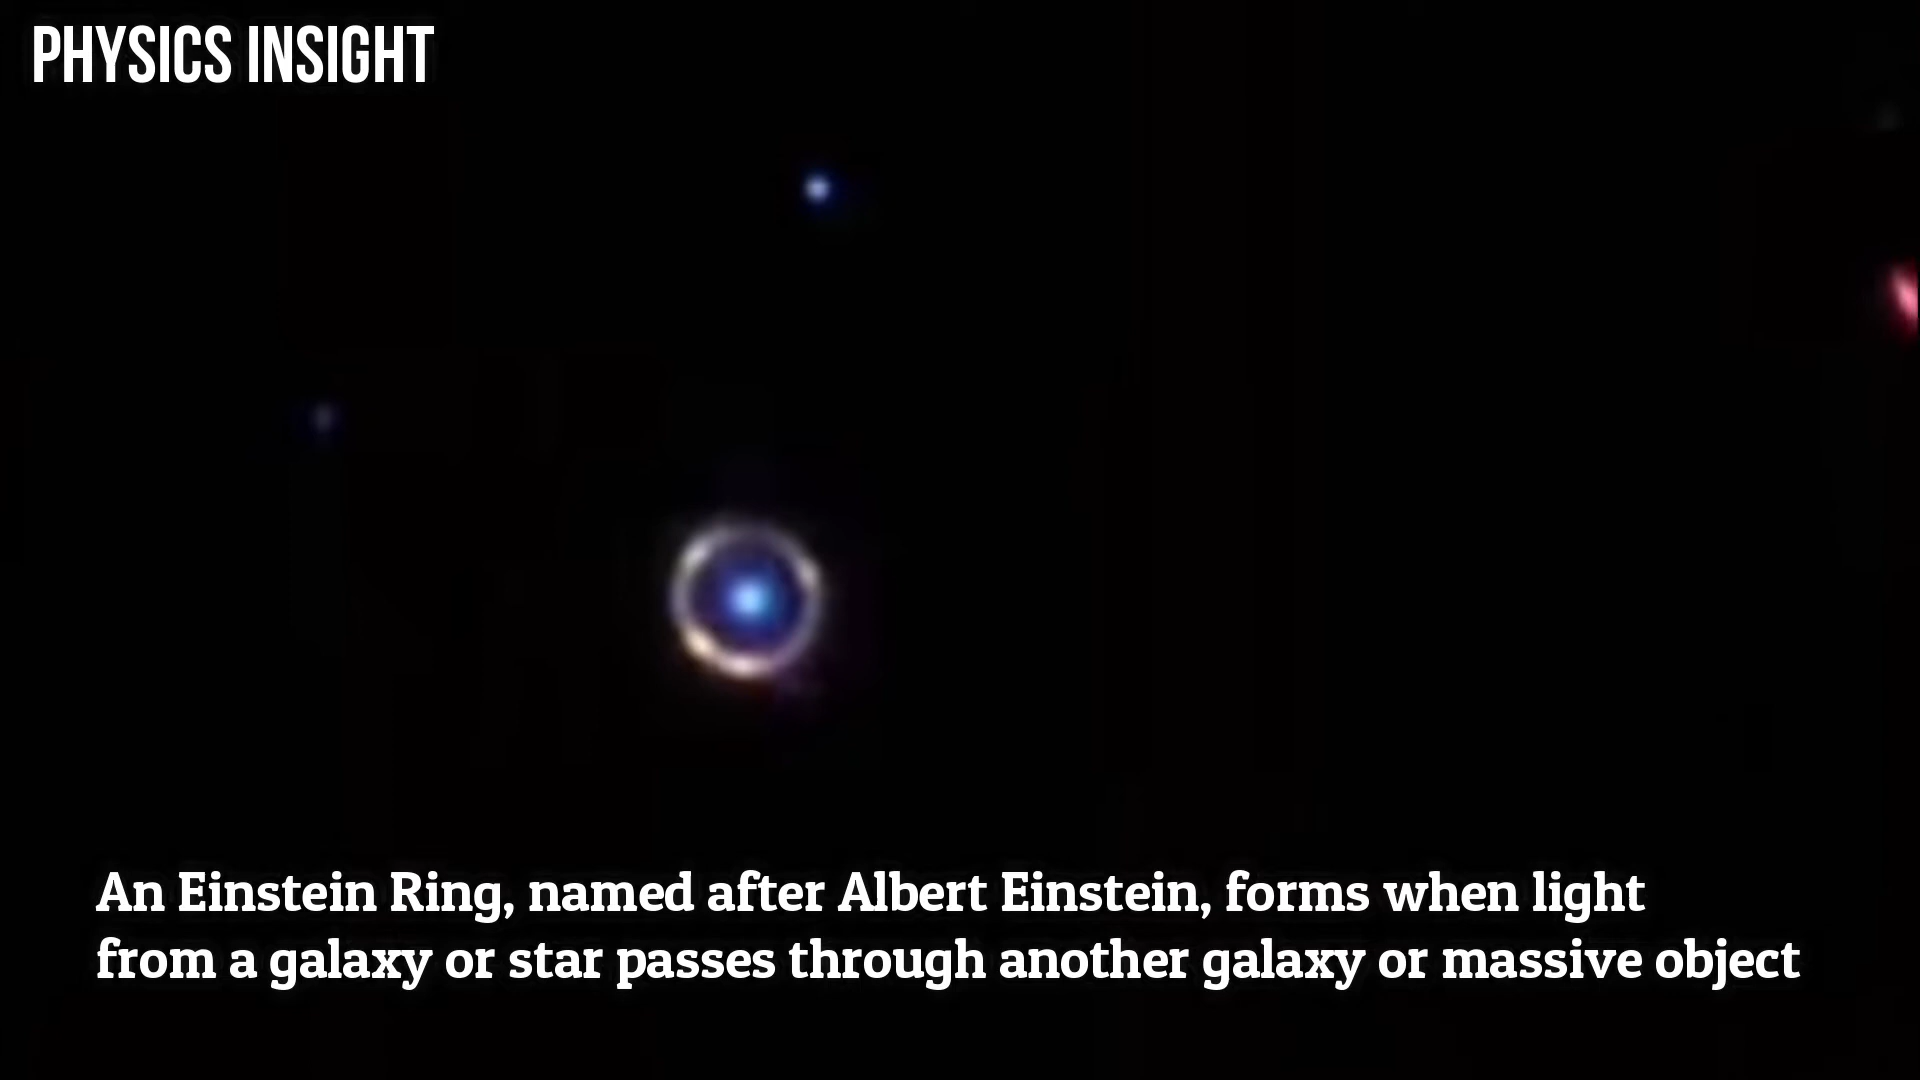 PHYSICS INSIGHT
An Einstein Ring, named after Albert Einstein, forms when light
from a galaxy or star passes through another galaxy or massive object